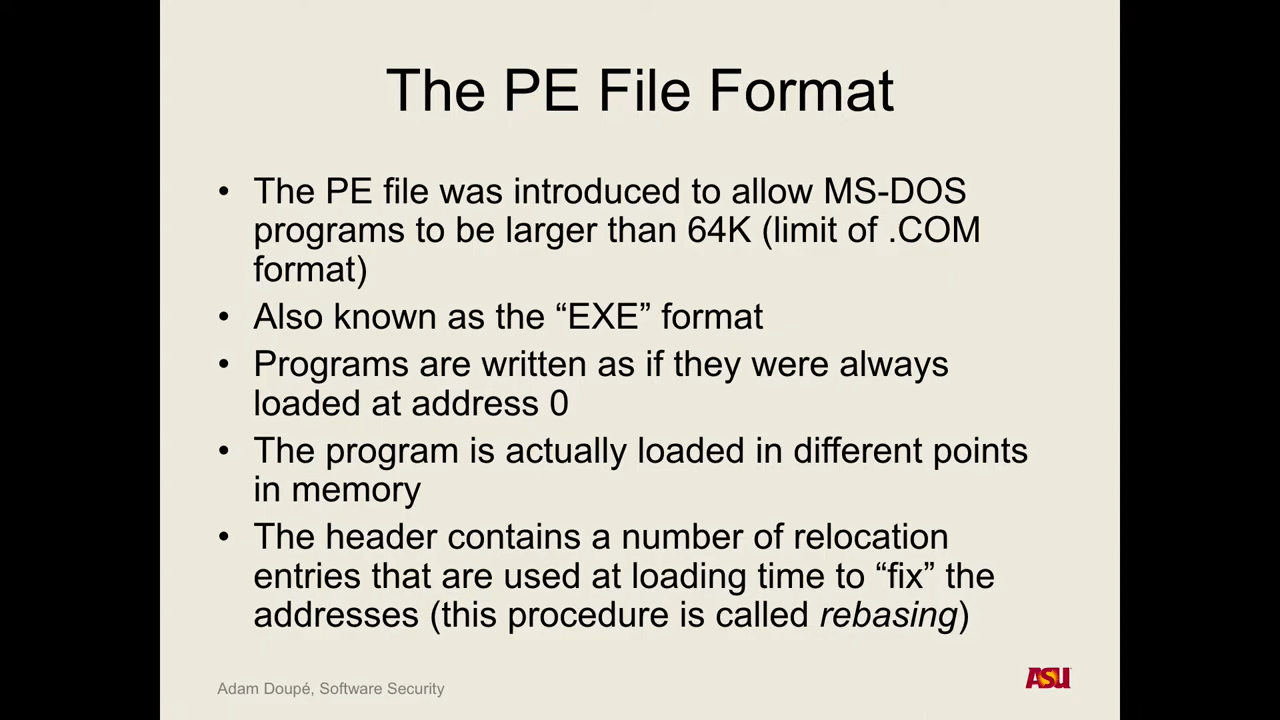 The PE File Format
• The PE file was introduced to allow MS-DOS
programs to be larger than 64K (limit of .COM
format)
• Also known as the “EXE” format
• Programs are written as if they were always
loaded at address 0
• The program is actually loaded in different points
in memory
• The header contains a number of relocation
entries that are used at loading time to “fix” the
addresses (this procedure is called rebasing)
Adam Doupé, Software Security
ASU